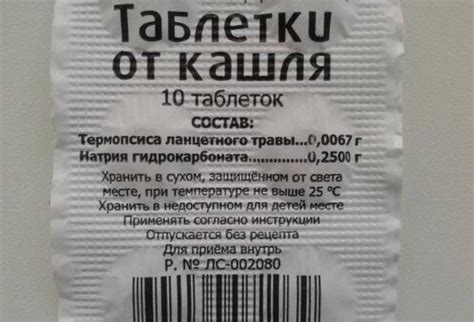 Таблетки
от кашля
10 таблеток
СОСТАВ:
Термопсиса ланцетного травы...0,0067 г
Натрия гидрокарбоната.............0,2500 г
Хранить в сухом, защищённом от света
месте, при температуре не выше 25 °С
Хранить в недоступном для детей месте
Применять согласно инструкции
Отпускается без рецепта
Для приёма внутрь
Р. № ЛС-002080